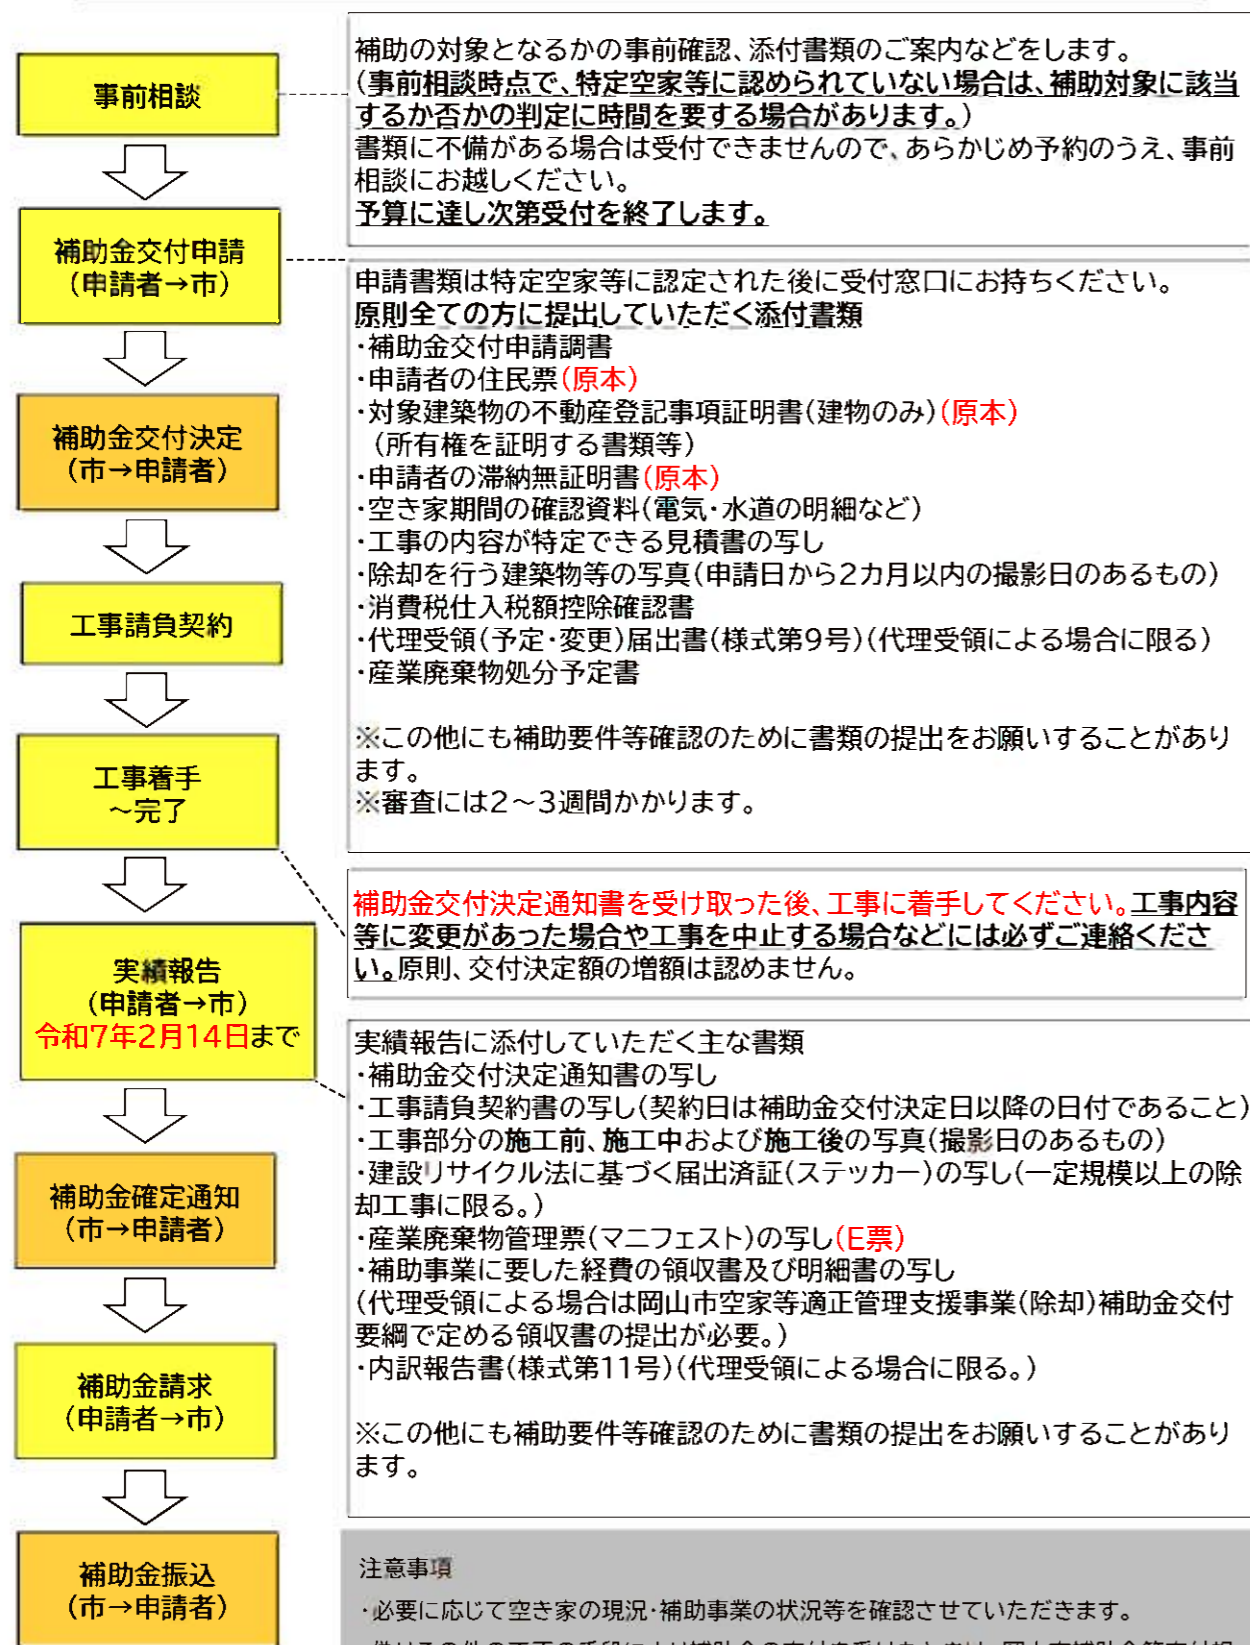 事前相談
補助の対象となるかの事前確認、添付書類のご案内などをします。
(事前相談時点で、特定空家等に認められていない場合は、補助対象に該当
するか否かの判定に時間を要する場合があります。)
書類に不備がある場合は受付できませんので、あらかじめ予約のうえ、事前
相談にお越しください。
予算に達し次第受付を終了します。
補助金交付申請
(申請者→市)
申請書類は特定空家等に認定された後に受付窓口にお持ちください。
原則全ての方に提出していただく添付書類
・補助金交付申請調書
・申請者の住民票(原本)
・対象建築物の不動産登記事項証明書(建物のみ)(原本)
(所有権を証明する書類等)
・申請者の滞納無証明書(原本)
・空き家期間の確認資料(電気・水道の明細など)
・工事の内容が特定できる見積書の写し
・除却を行う建築物等の写真(申請日から2カ月以内の撮影日のあるもの)
・消費税仕入税額控除確認書
・代理受領(予定・変更)届出書(様式第9号)(代理受領による場合に限る)
・産業廃棄物処分予定書
※この他にも補助要件等確認のために書類の提出をお願いすることがあり
ます。
※審査には2～3週間かかります。
補助金交付決定
(市→申請者)
工事請負契約
工事着手
～完了
補助金交付決定通知書を受け取った後、工事に着手してください。工事内容
等に変更があった場合や工事を中止する場合などには必ずご連絡くださ
い。原則、交付決定額の増額は認めません。
実績報告
(申請者→市)
令和7年2月14日まで
実績報告に添付していただく主な書類
・補助金交付決定通知書の写し
・工事請負契約書の写し(契約日は補助金交付決定日以降の日付であること)
・工事部分の施工前、施工中および施工後の写真(撮影日のあるもの)
・建設リサイクル法に基づく届出済証(ステッカー)の写し(一定規模以上の除
却工事に限る。)
・産業廃棄物管理票(マニフェスト)の写し(E票)
・補助事業に要した経費の領収書及び明細書の写し
(代理受領による場合は岡山市空家等適正管理支援事業(除却)補助金交付
要綱で定める領収書の提出が必要。)
・内訳報告書(様式第11号)(代理受領による場合に限る。)
※この他にも補助要件等確認のために書類の提出をお願いすることがあり
ます。
補助金確定通知
(市→申請者)
補助金請求
(申請者→市)
補助金振込
(市→申請者)
注意事項
・必要に応じて空き家の現況・補助事業の状況等を確認させていただきます。